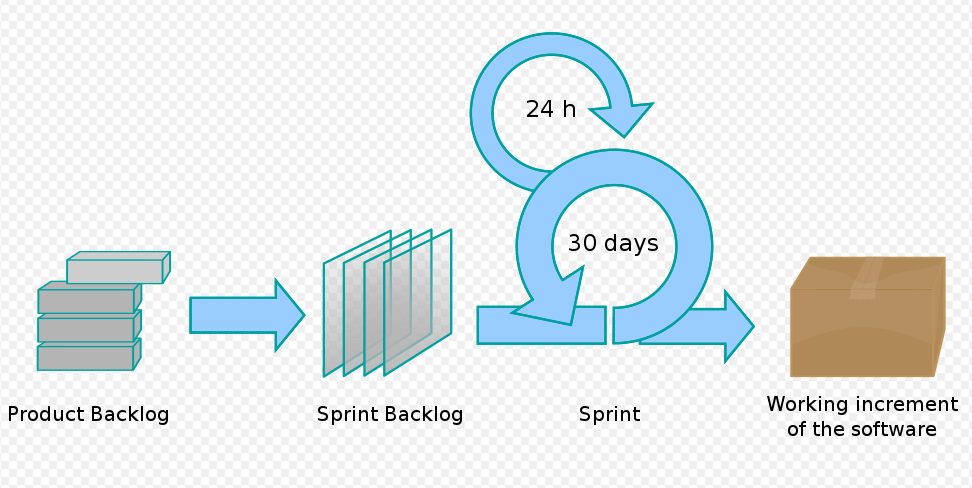 24 h
30 days
Product Backlog
Sprint Backlog
Sprint
Working increment
of the software